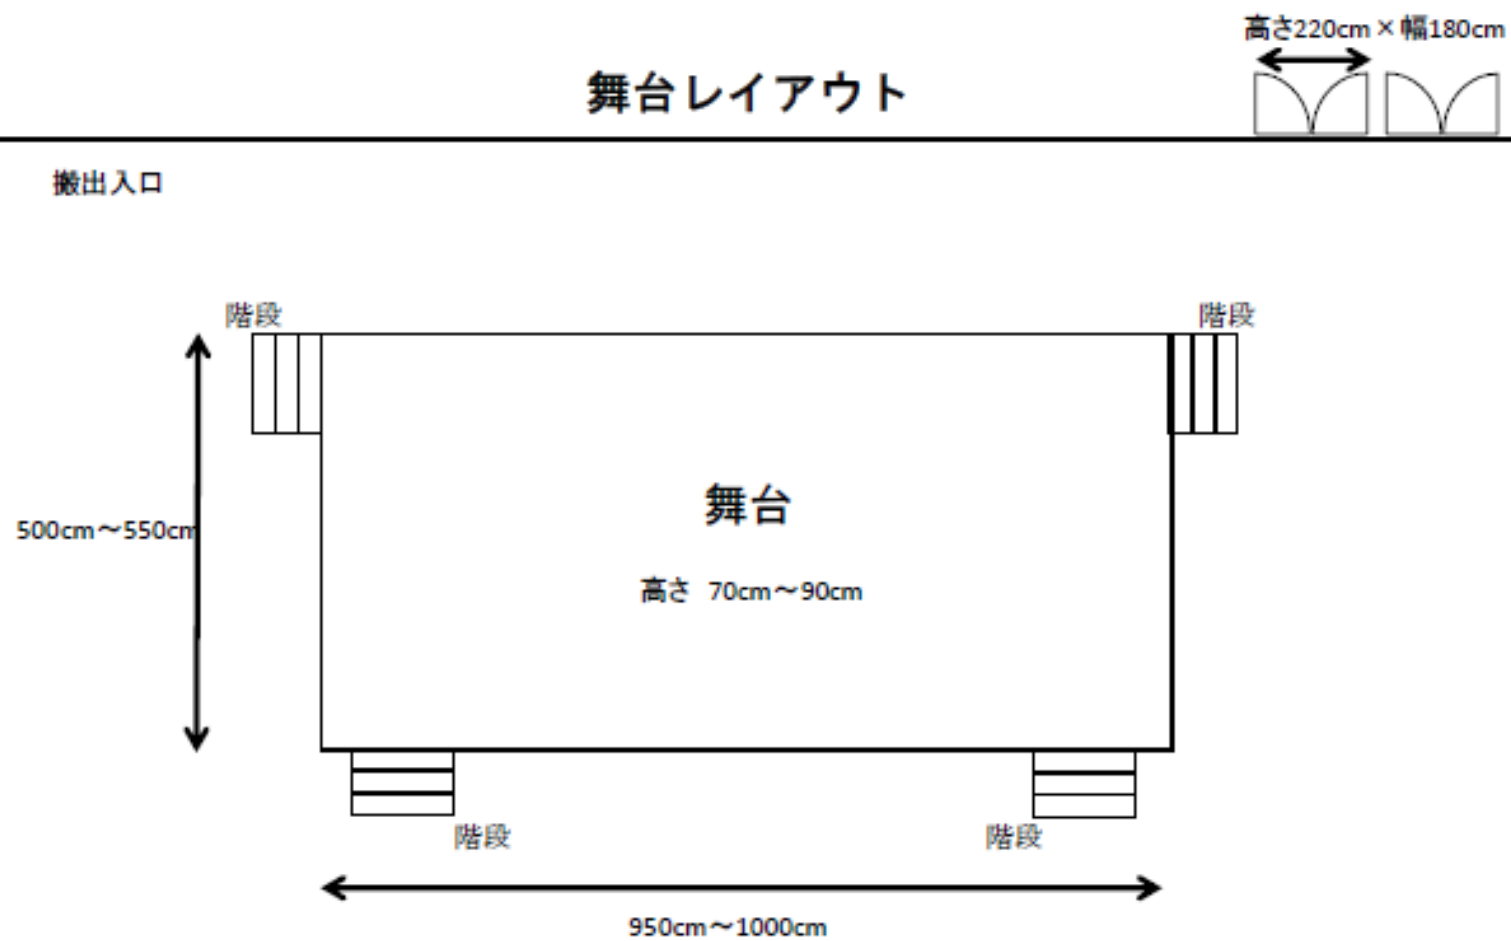 高さ220cm×幅180cm
舞台レイアウト
搬出入口
階段
階段
舞台
500cm～550cm
高さ 70cm～90cm
階段
階段
950cm～1000cm